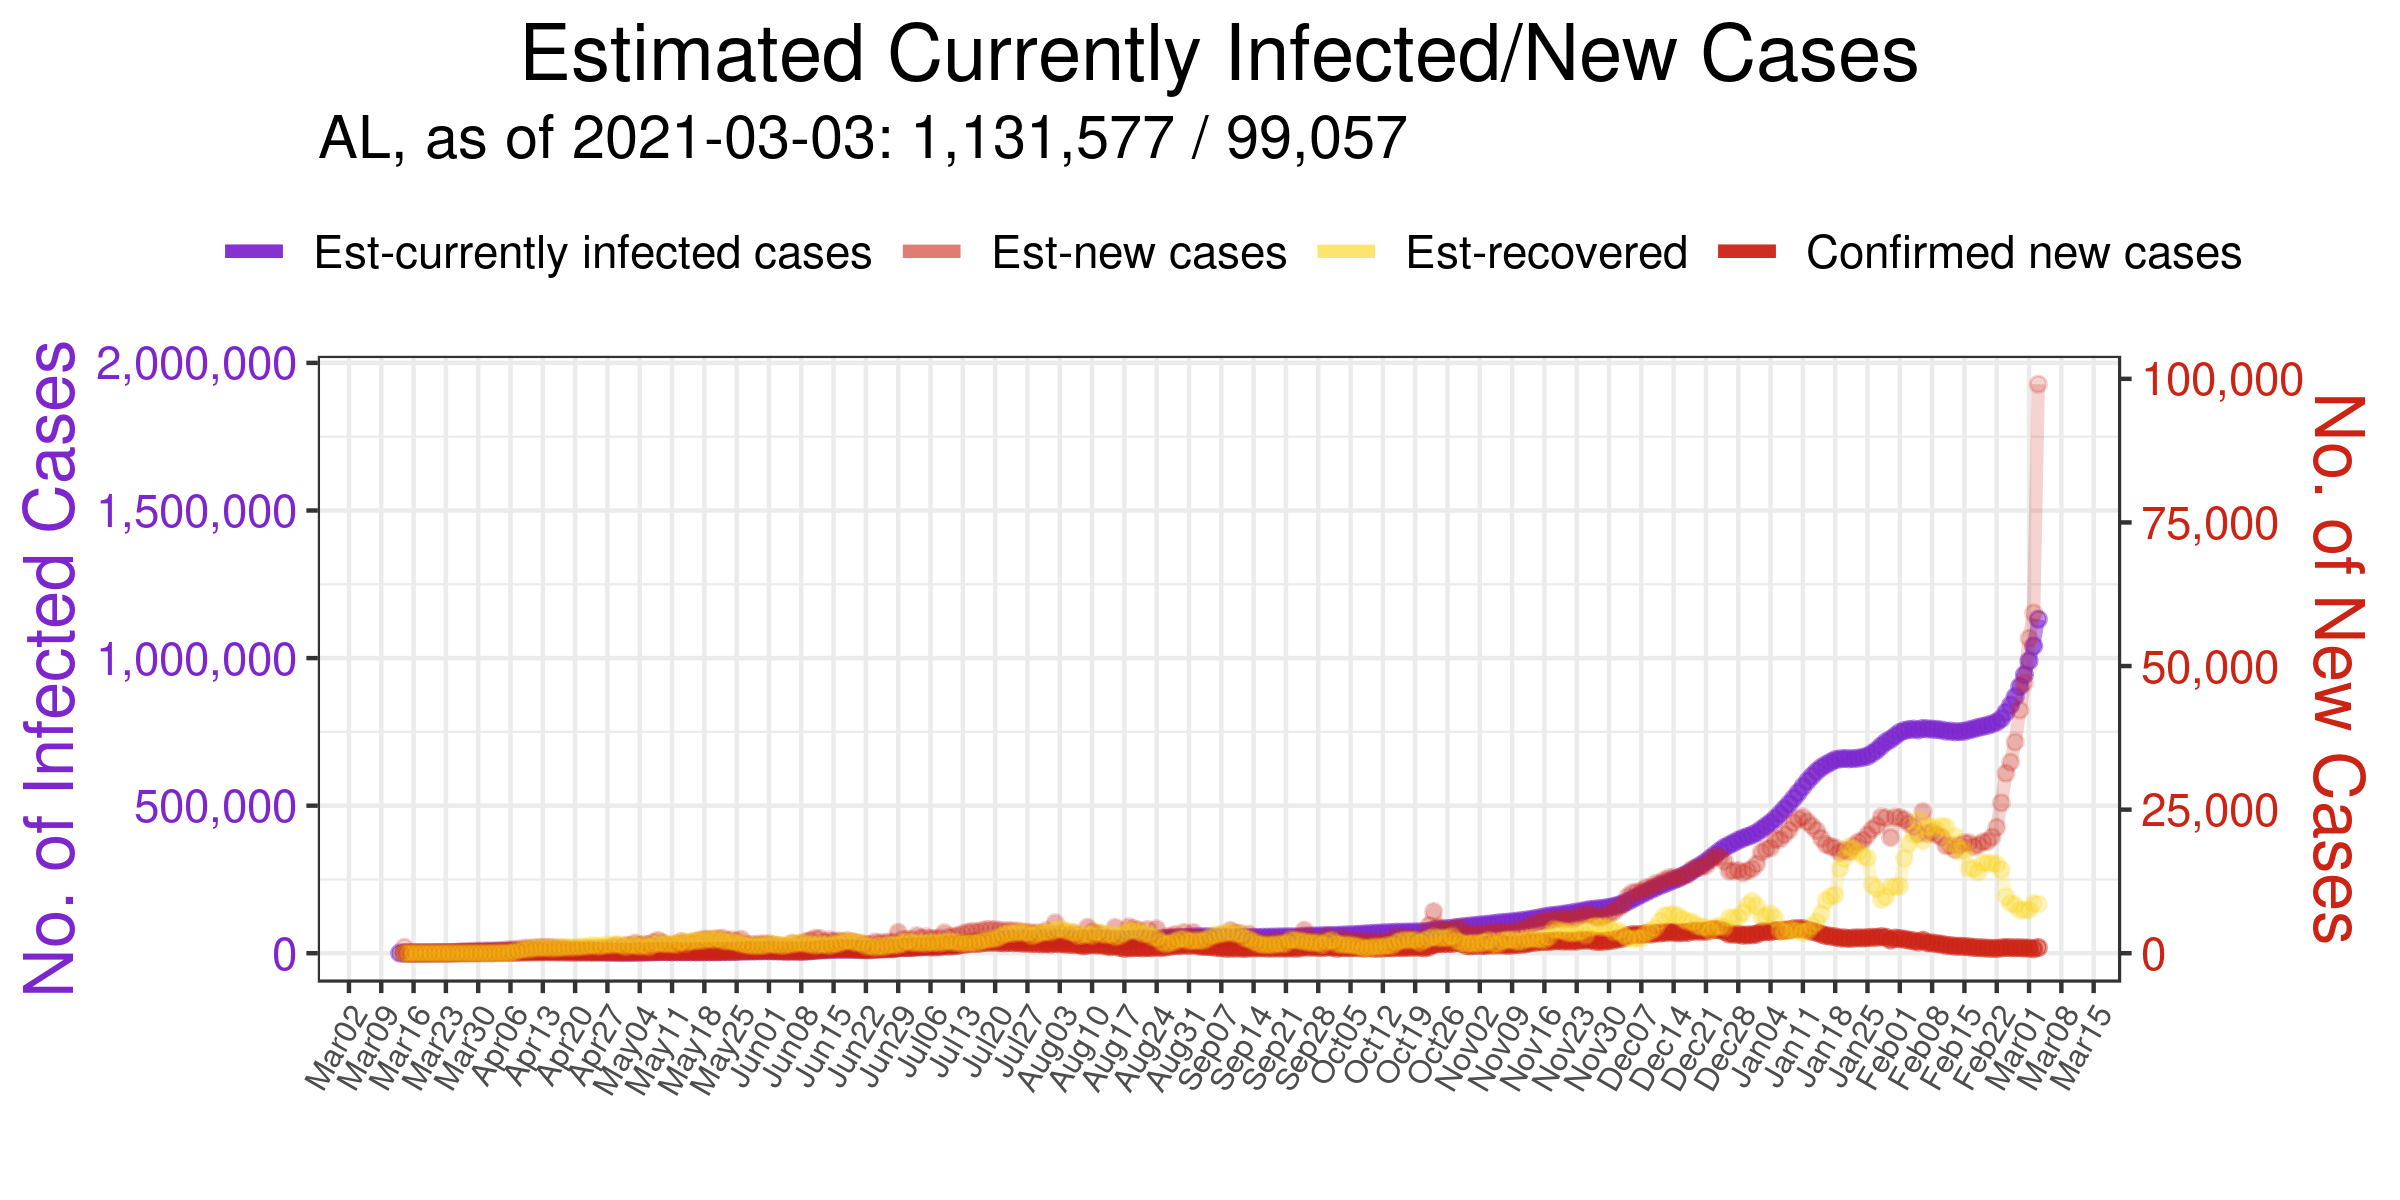 Estimated Currently Infected/New Cases
AL, as of 2021-03-03: 1,131,577 / 99,057
Est-currently infected cases Est-new cases Est-recovered Confirmed new cases
No. of Infected Cases
2,000,000
1,500,000
1,000,000
500,000
0
100,000
75,000
50,000
25,000
0
No. of New Cases
Mar02 Mar09 Mar16 Mar23 Mar30 Apr06 Apr13 Apr20 Apr27 May04 May11 May18 May25 Jun01 Jun08 Jun15 Jun22 Jun29 Jul06 Jul13 Jul20 Jul27 Aug03 Aug10 Aug17 Aug24 Aug31 Sep07 Sep14 Sep21 Sep28 Oct05 Oct12 Oct19 Oct26 Nov02 Nov09 Nov16 Nov23 Nov30 Dec07 Dec14 Dec21 Dec28 Jan04 Jan11 Jan18 Jan25 Feb01 Feb08 Feb15 Feb22 Mar01 Mar08 Mar15